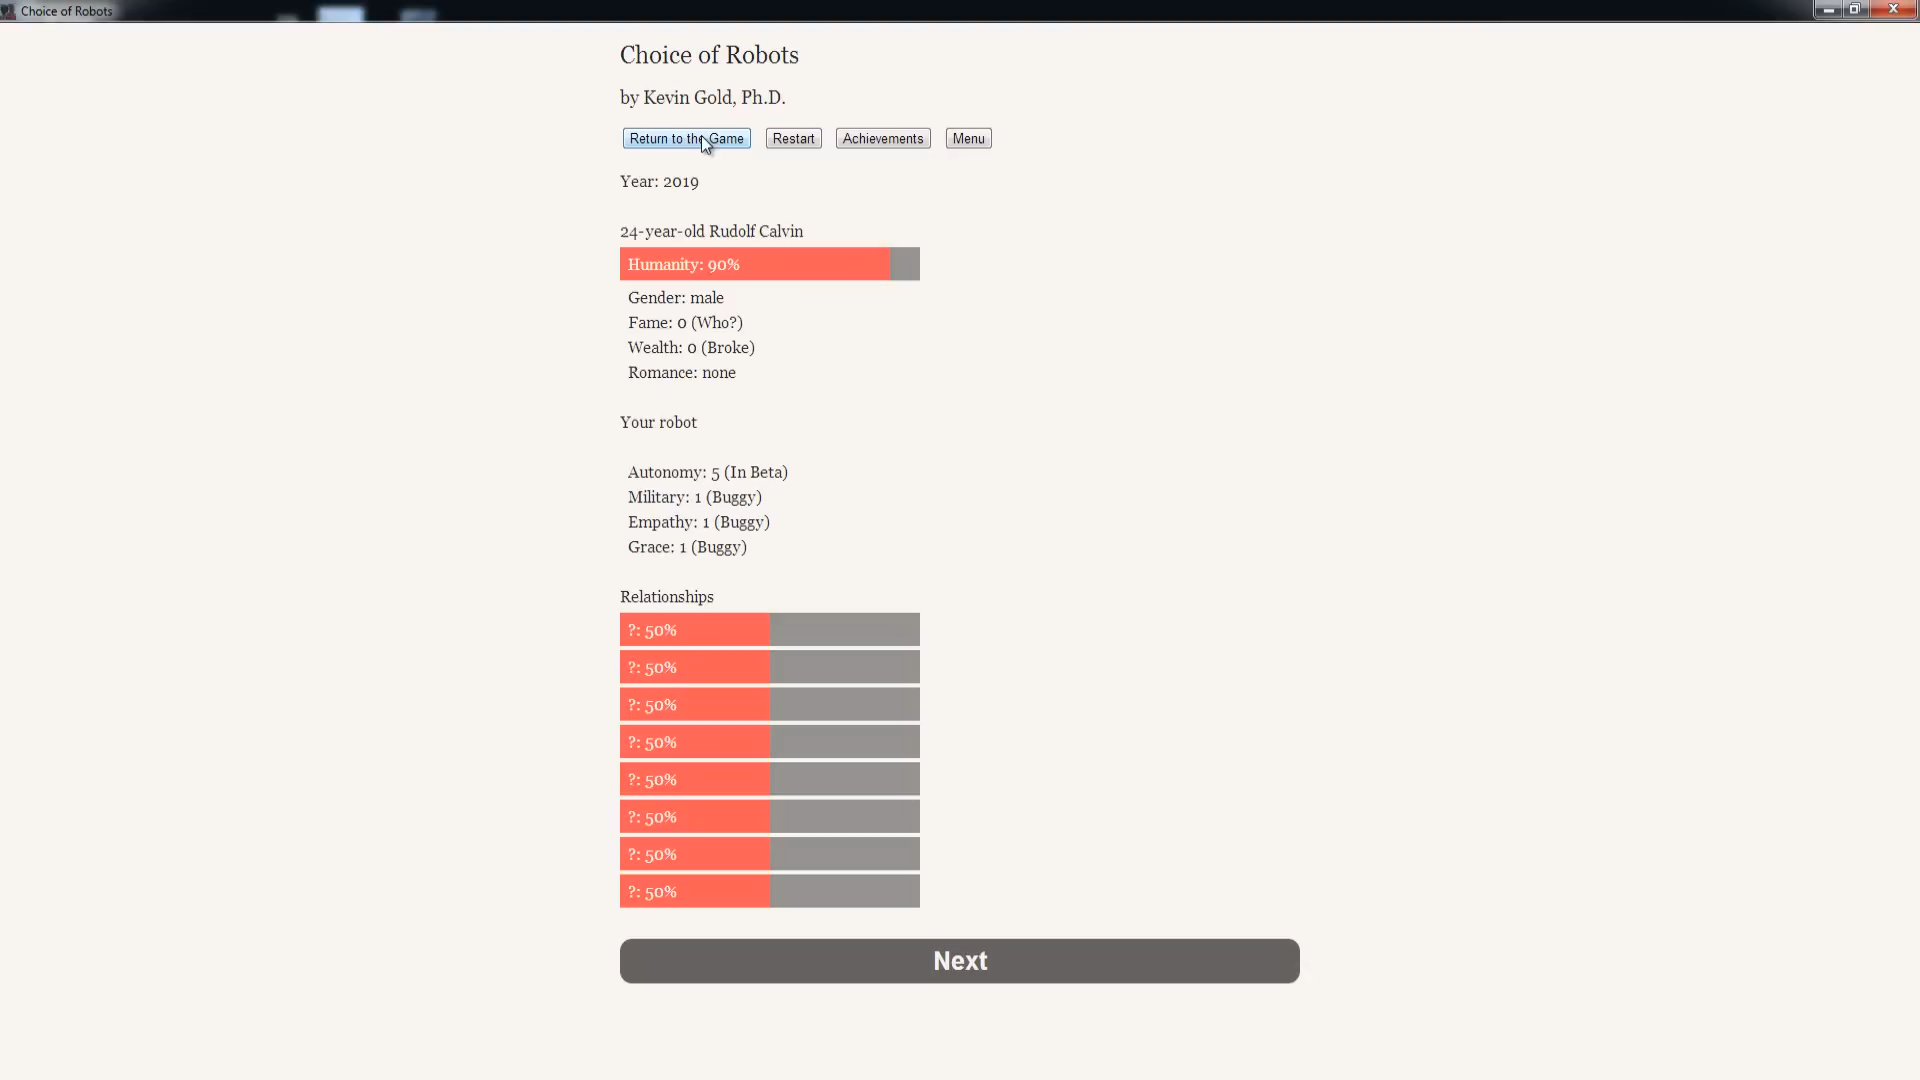 Choice of Robots
Choice of Robots
by Kevin Gold, Ph.D.
Return to the Game Restart Achievements Menu
Year: 2019
24-year-old Rudolf Calvin
Humanity: 90%
Gender: male
Fame: 0 (Who?)
Wealth: 0 (Broke)
Romance: none
Your robot
Autonomy: 5 (In Beta)
Military: 1 (Buggy)
Empathy: 1 (Buggy)
Grace: 1 (Buggy)
Relationships
?: 50%
?: 50%
?: 50%
?: 50%
?: 50%
?: 50%
?: 50%
?: 50%
Next